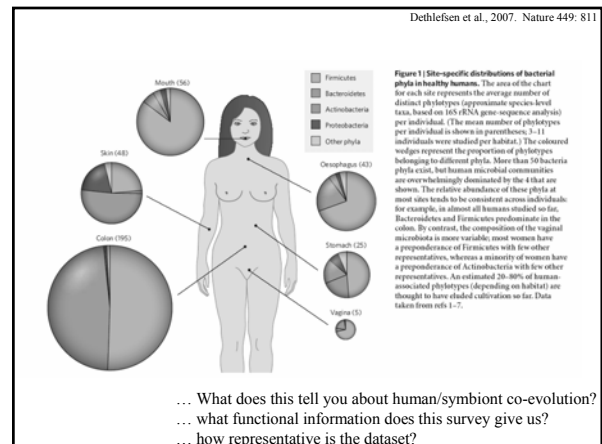 Dethlefsen et al., 2007. Nature 449: 811
Mouth (56)
Skin (48)
Colon (195)
Firmicutes
Bacteroidetes
Actinobacteria
Proteobacteria
Other phyla
Oesophagus (43)
Stomach (25)
Vagina (5)
Figure 1 | Site-specific distributions of bacterial
phyla in healthy humans. The area of the chart
for each site represents the average number of
distinct phylotypes (approximate species-level
taxa, based on 16S rRNA gene-sequence analysis)
per individual. (The mean number of phylotypes
per individual is shown in parentheses; 3–11
individuals were studied per habitat.) The coloured
wedges represent the proportion of phylotypes
belonging to different phyla. More than 50 bacteria
phyla exist, but human microbial communities
are overwhelmingly dominated by the 4 that are
shown. The relative abundance of these phyla at
most sites tends to be consistent across individuals:
for example, in almost all humans studied so far,
Bacteroidetes and Firmicutes predominate in the
colon. By contrast, the composition of the vaginal
microbiota is more variable; most women have
a preponderance of Firmicutes with few other
representatives, whereas a minority of women have
a preponderance of Actinobacteria with few other
representatives. An estimated 20–80% of human-
associated phylotypes (depending on habitat) are
thought to have eluded cultivation so far. Data
taken from refs 1–7.
… What does this tell you about human/symbiont co-evolution?
… what functional information does this survey give us?
… how representative is the dataset?